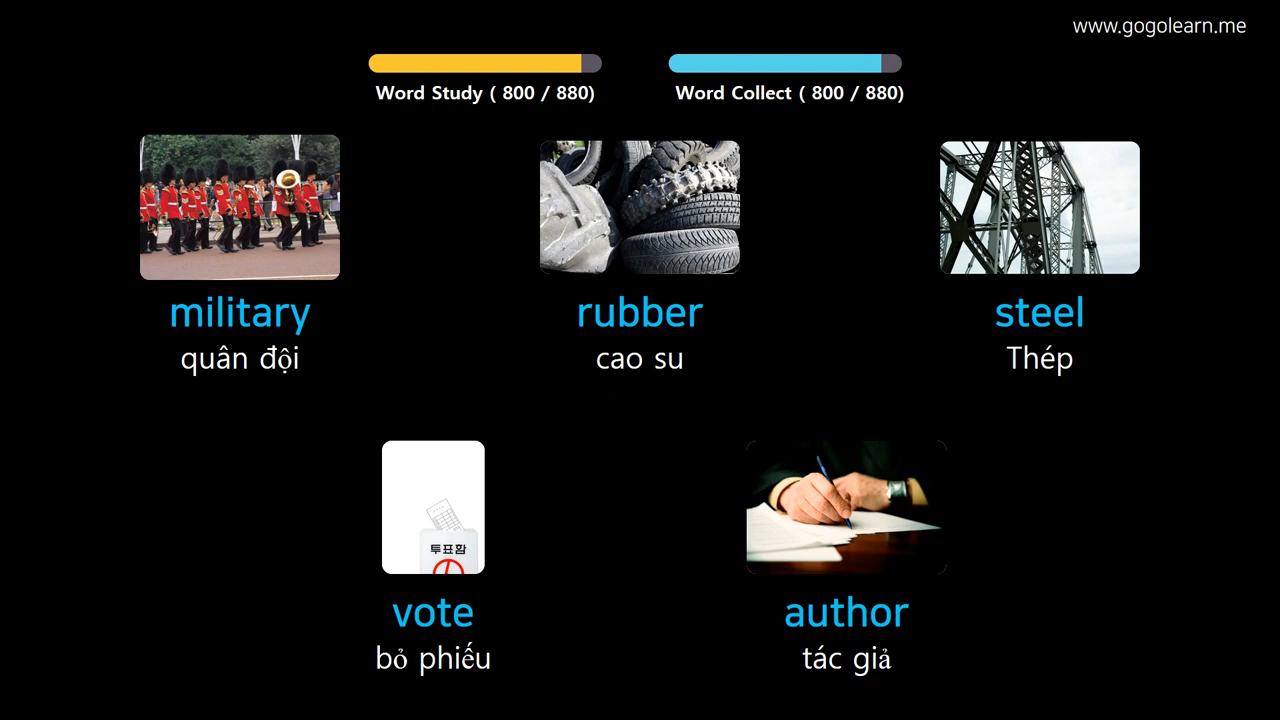 www.gogolearn.me
Word Study ( 800 / 880)
Word Collect ( 800 / 880)
military
quân đội
rubber
cao su
steel
Thép
투표함
vote
bỏ phiếu
author
tác giả